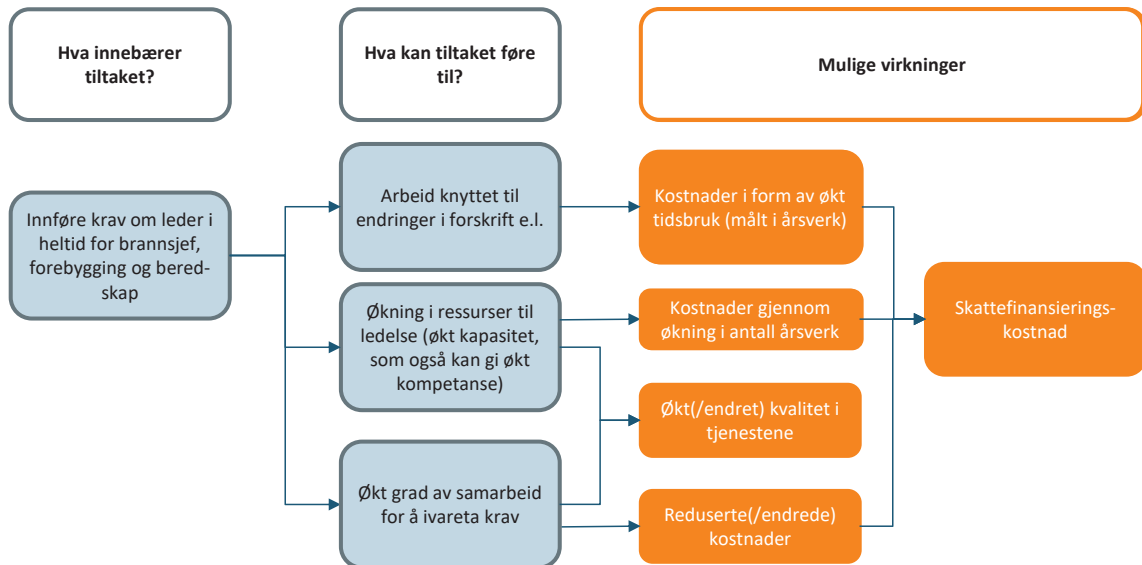 Hva innebærer
tiltaket?
Hva kan tiltaket føre
til?
Mulige virkninger
Innføre krav om leder i
heltid for brannsjef,
forebygging og bered-
skap
Arbeid knyttet til
endringer i forskrift e.l.
Økning i ressurser til
ledelse (økt kapasitet,
som også kan gi økt
kompetanse)
Økt grad av samarbeid
for å ivareta krav
Kostnader i form av økt
tidsbruk (målt i årsverk)
Kostnader gjennom
økning i antall årsverk
Økt(/endret) kvalitet i
tjenestene
Reduserte(/endrede)
kostnader
Skattefinansierings-
kostnad